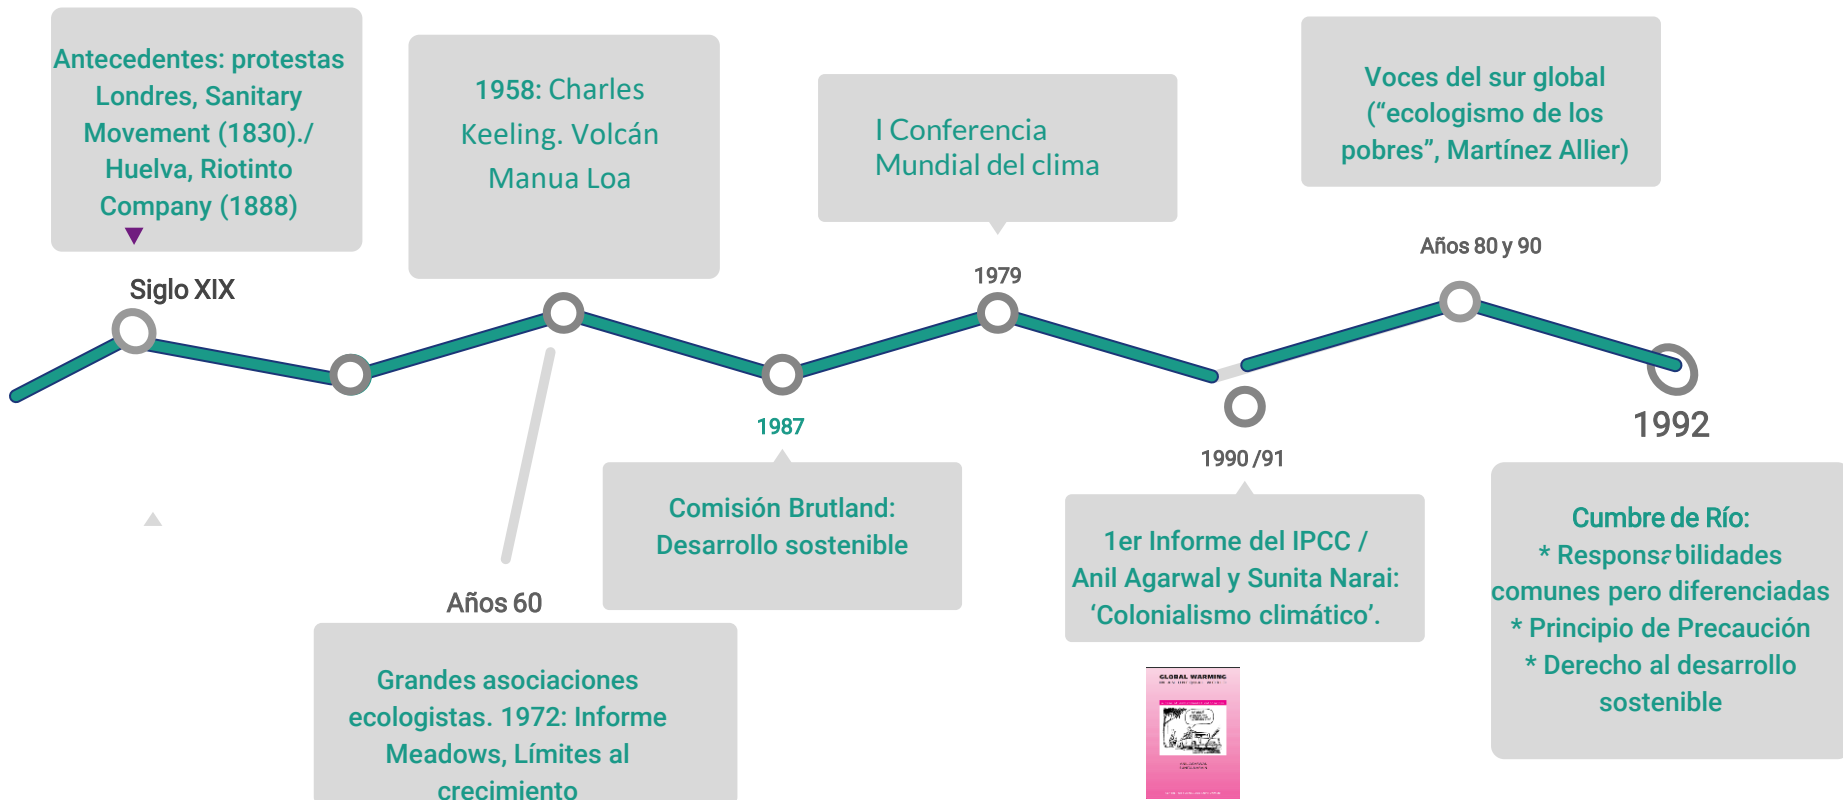 Antecedentes: protestas
Londres, Sanitary
Movement (1830)./
Huelva, Riotinto
Company (1888)
Siglo XIX
1958: Charles
Keeling. Volcán
Manua Loa
Años 60
Grandes asociaciones
ecologistas. 1972: Informe
Meadows, Límites al
crecimiento
1987
Comisión Brutland:
Desarrollo sostenible
I Conferencia
Mundial del clima
1979
1990 /91
1er Informe del IPCC /
Anil Agarwal y Sunita Narai:
‘Colonialismo climático’.
GLOBAL WARMING
Voces del sur global
(“ecologismo de los
pobres”, Martínez Allier)
Años 80 y 90
1992
Cumbre de Río:
* Responsabilidades
comunes pero diferenciadas
* Principio de Precaución
* Derecho al desarrollo
sostenible